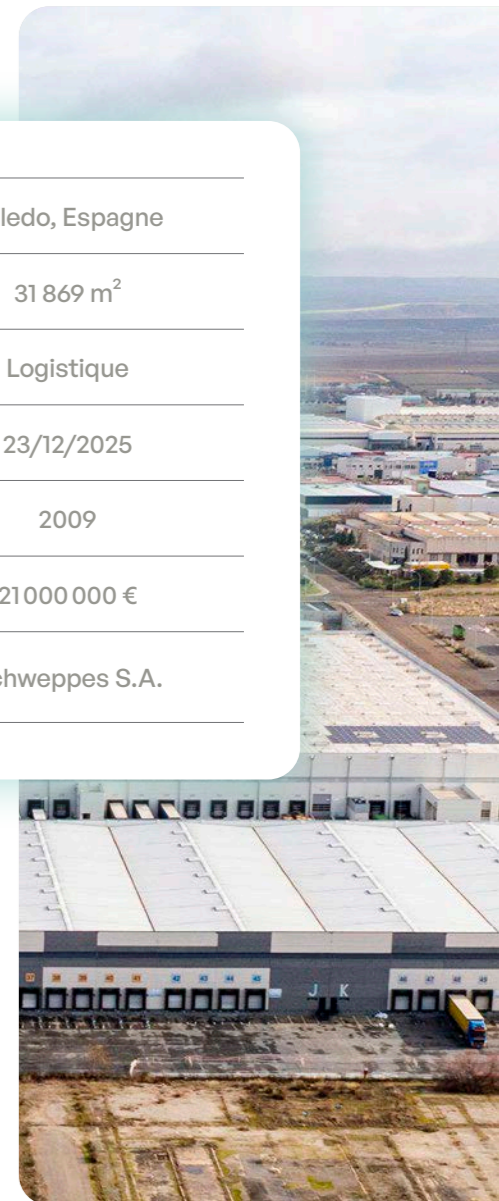 ledo, Espagne
31 869 m²
Logistique
23/12/2025
2009
21 000 000 €
chweppes S.A.
J K